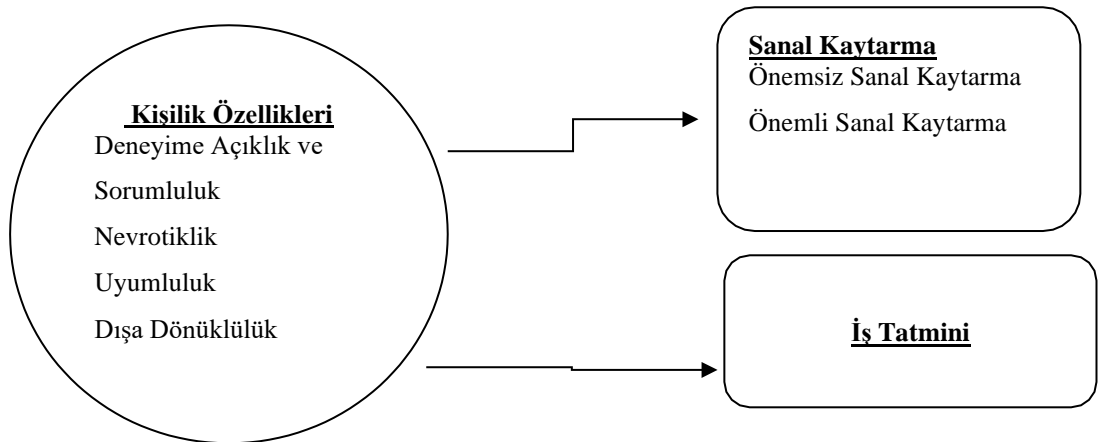 Kişilik Özellikleri
Deneyime Açıklık ve
Sorumluluk
Nevrotiklik
Uyumluluk
Dışa Dönüklülük
Sanal Kaytarma
Önemsiz Sanal Kaytarma
Önemli Sanal Kaytarma
İş Tatmini